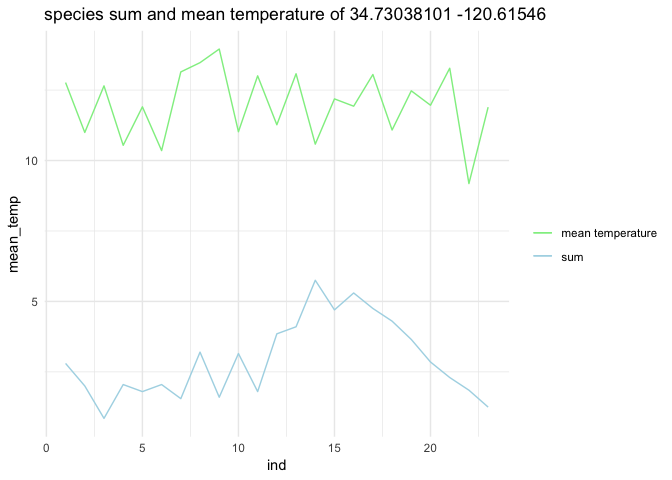 species sum and mean temperature of 34.73038101 -120.61546
10
5
mean_temp
0 5 10 15 20
ind
mean temperature
sum